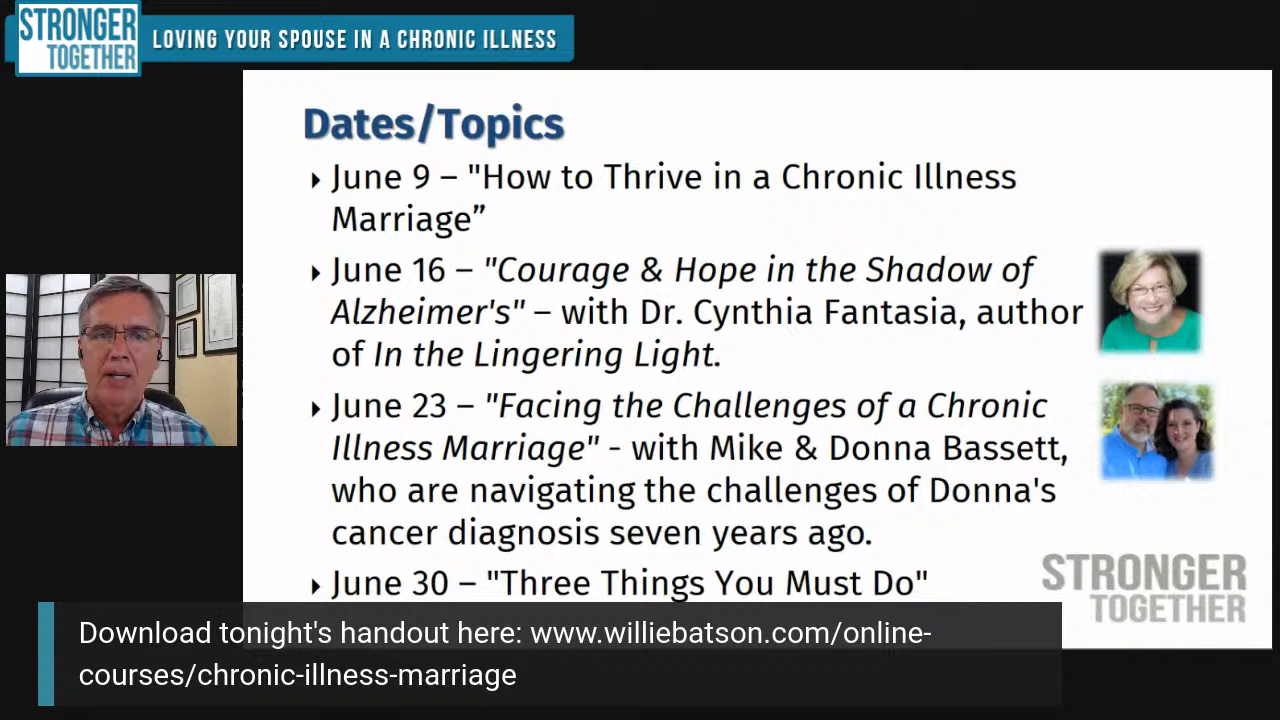 STRONGER
TOGETHER
LOVING YOUR SPOUSE IN A CHRONIC ILLNESS
Dates/Topics
June 9 – "How to Thrive in a Chronic Illness
Marriage”
June 16 – "Courage & Hope in the Shadow of
Alzheimer's" – with Dr. Cynthia Fantasia, author
of In the Lingering Light.
June 23 – "Facing the Challenges of a Chronic
Illness Marriage" - with Mike & Donna Bassett,
who are navigating the challenges of Donna's
cancer diagnosis seven years ago.
June 30 – "Three Things You Must Do"
STRONGER
TOGETHER
Download tonight's handout here: www.williebatson.com/online-
courses/chronic-illness-marriage